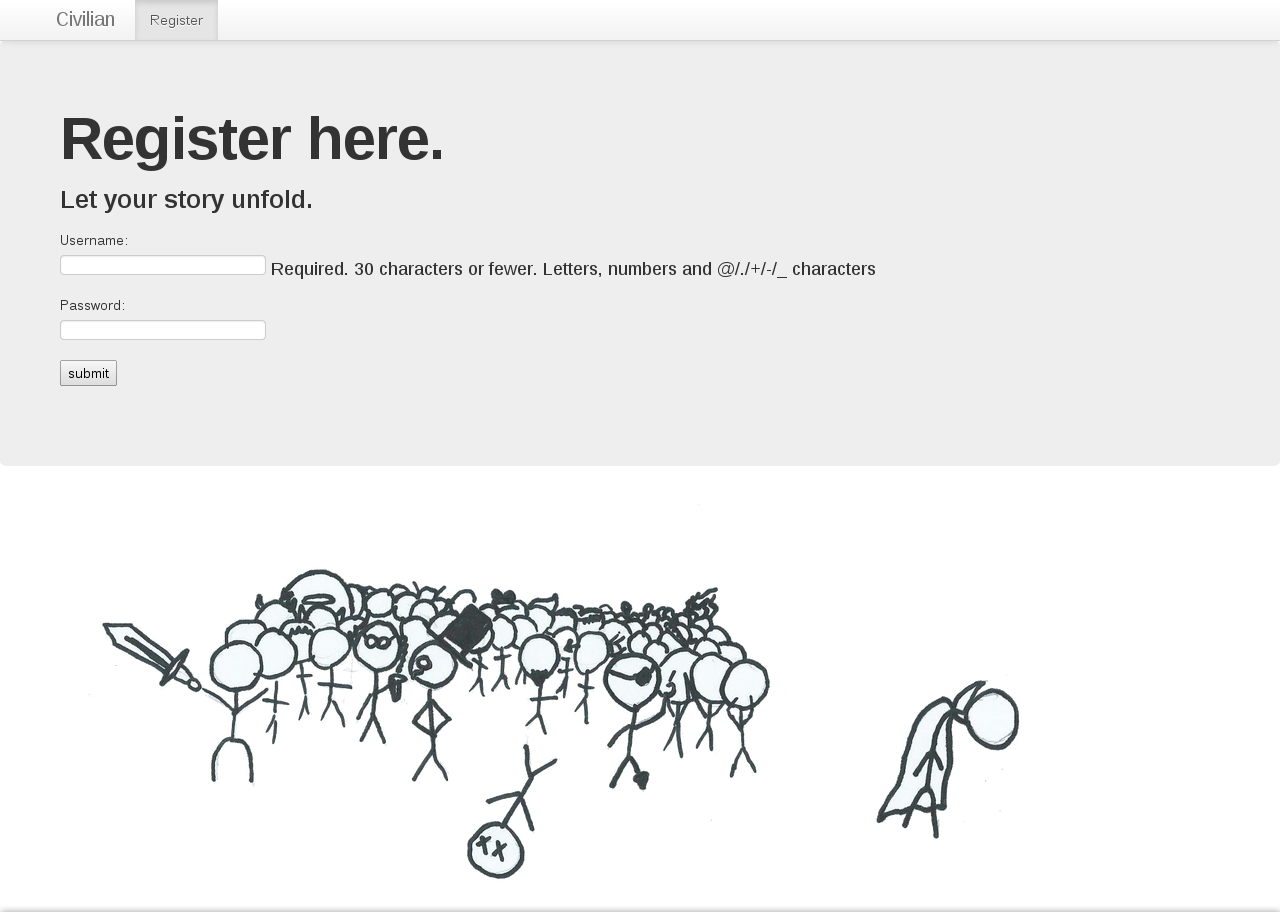 Civilian
Register
Register here.
Let your story unfold.
Username:
Required. 30 characters or fewer. Letters, numbers and @/./+/-/_ characters
Password:
submit